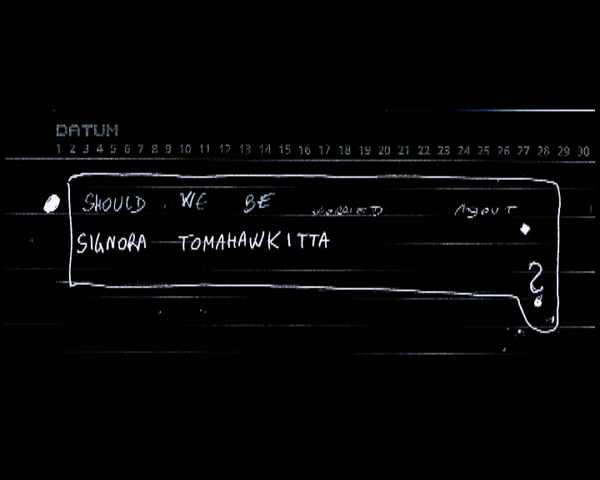 DATUM
1 2 3 4 5 6 7 8 9 10 11 12 13 14 15 16 17 18 19 20 21 22 23 24 25 26 27 28 29 30
SHOULD WE BE WORRIED ABOUT
SIGNORA TOMAHAWKITTA
?